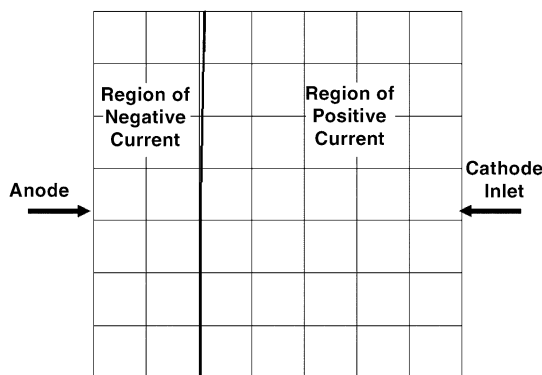 Region of
Negative
Current
Region of
Positive
Current
Anode
Cathode
Inlet